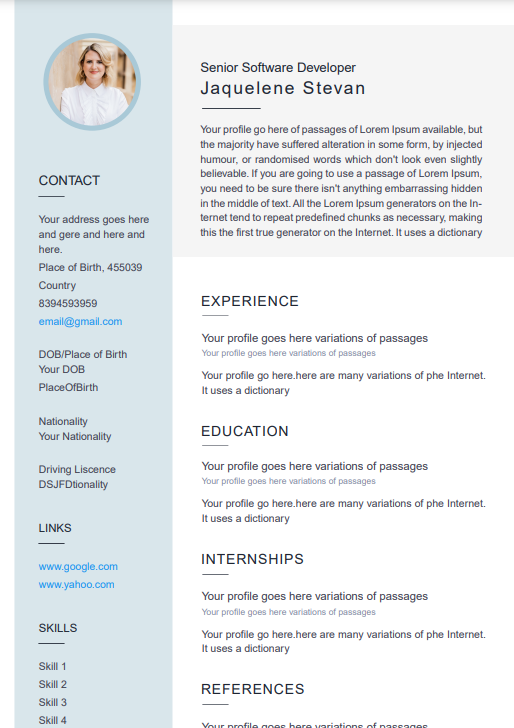 CONTACT
Your address goes here
and gere and here and
here.
Place of Birth, 455039
Country
8394593959
email@gmail.com
DOB/Place of Birth
Your DOB
PlaceOfBirth
Nationality
Your Nationality
Driving Liscence
DSJFDtionality
LINKS
www.google.com
www.yahoo.com
SKILLS
Skill 1
Skill 2
Skill 3
Skill 4
Senior Software Developer
Jaquelene Stevan
Your profile go here of passages of Lorem Ipsum available, but
the majority have suffered alteration in some form, by injected
humour, or randomised words which don't look even slightly
believable. If you are going to use a passage of Lorem Ipsum,
you need to be sure there isn't anything embarrassing hidden
in the middle of text. All the Lorem Ipsum generators on the In-
ternet tend to repeat predefined chunks as necessary, making
this the first true generator on the Internet. It uses a dictionary
EXPERIENCE
Your profile goes here variations of passages
Your profile goes here variations of passages
Your profile go here.here are many variations of phe Internet.
It uses a dictionary
EDUCATION
Your profile goes here variations of passages
Your profile goes here variations of passages
Your profile go here.here are many variations of phe Internet.
It uses a dictionary
INTERNSHIPS
Your profile goes here variations of passages
Your profile goes here variations of passages
Your profile go here.here are many variations of phe Internet.
It uses a dictionary
REFERENCES
Your profile goes here variations of passages